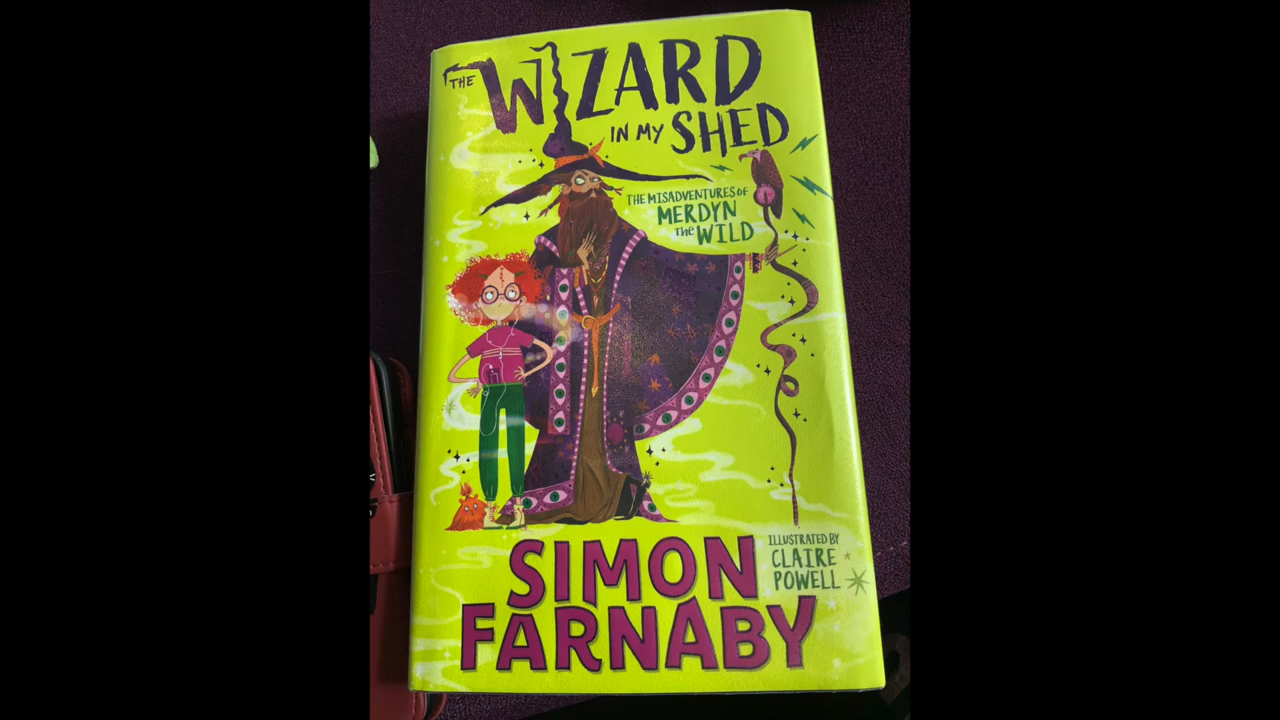 THE WIZARD
IN MY SHED
THE MISADVENTURES OF
MERDYN
THE WILD
SIMON
FARNABY
ILLUSTRATED BY
CLAIRE
POWELL